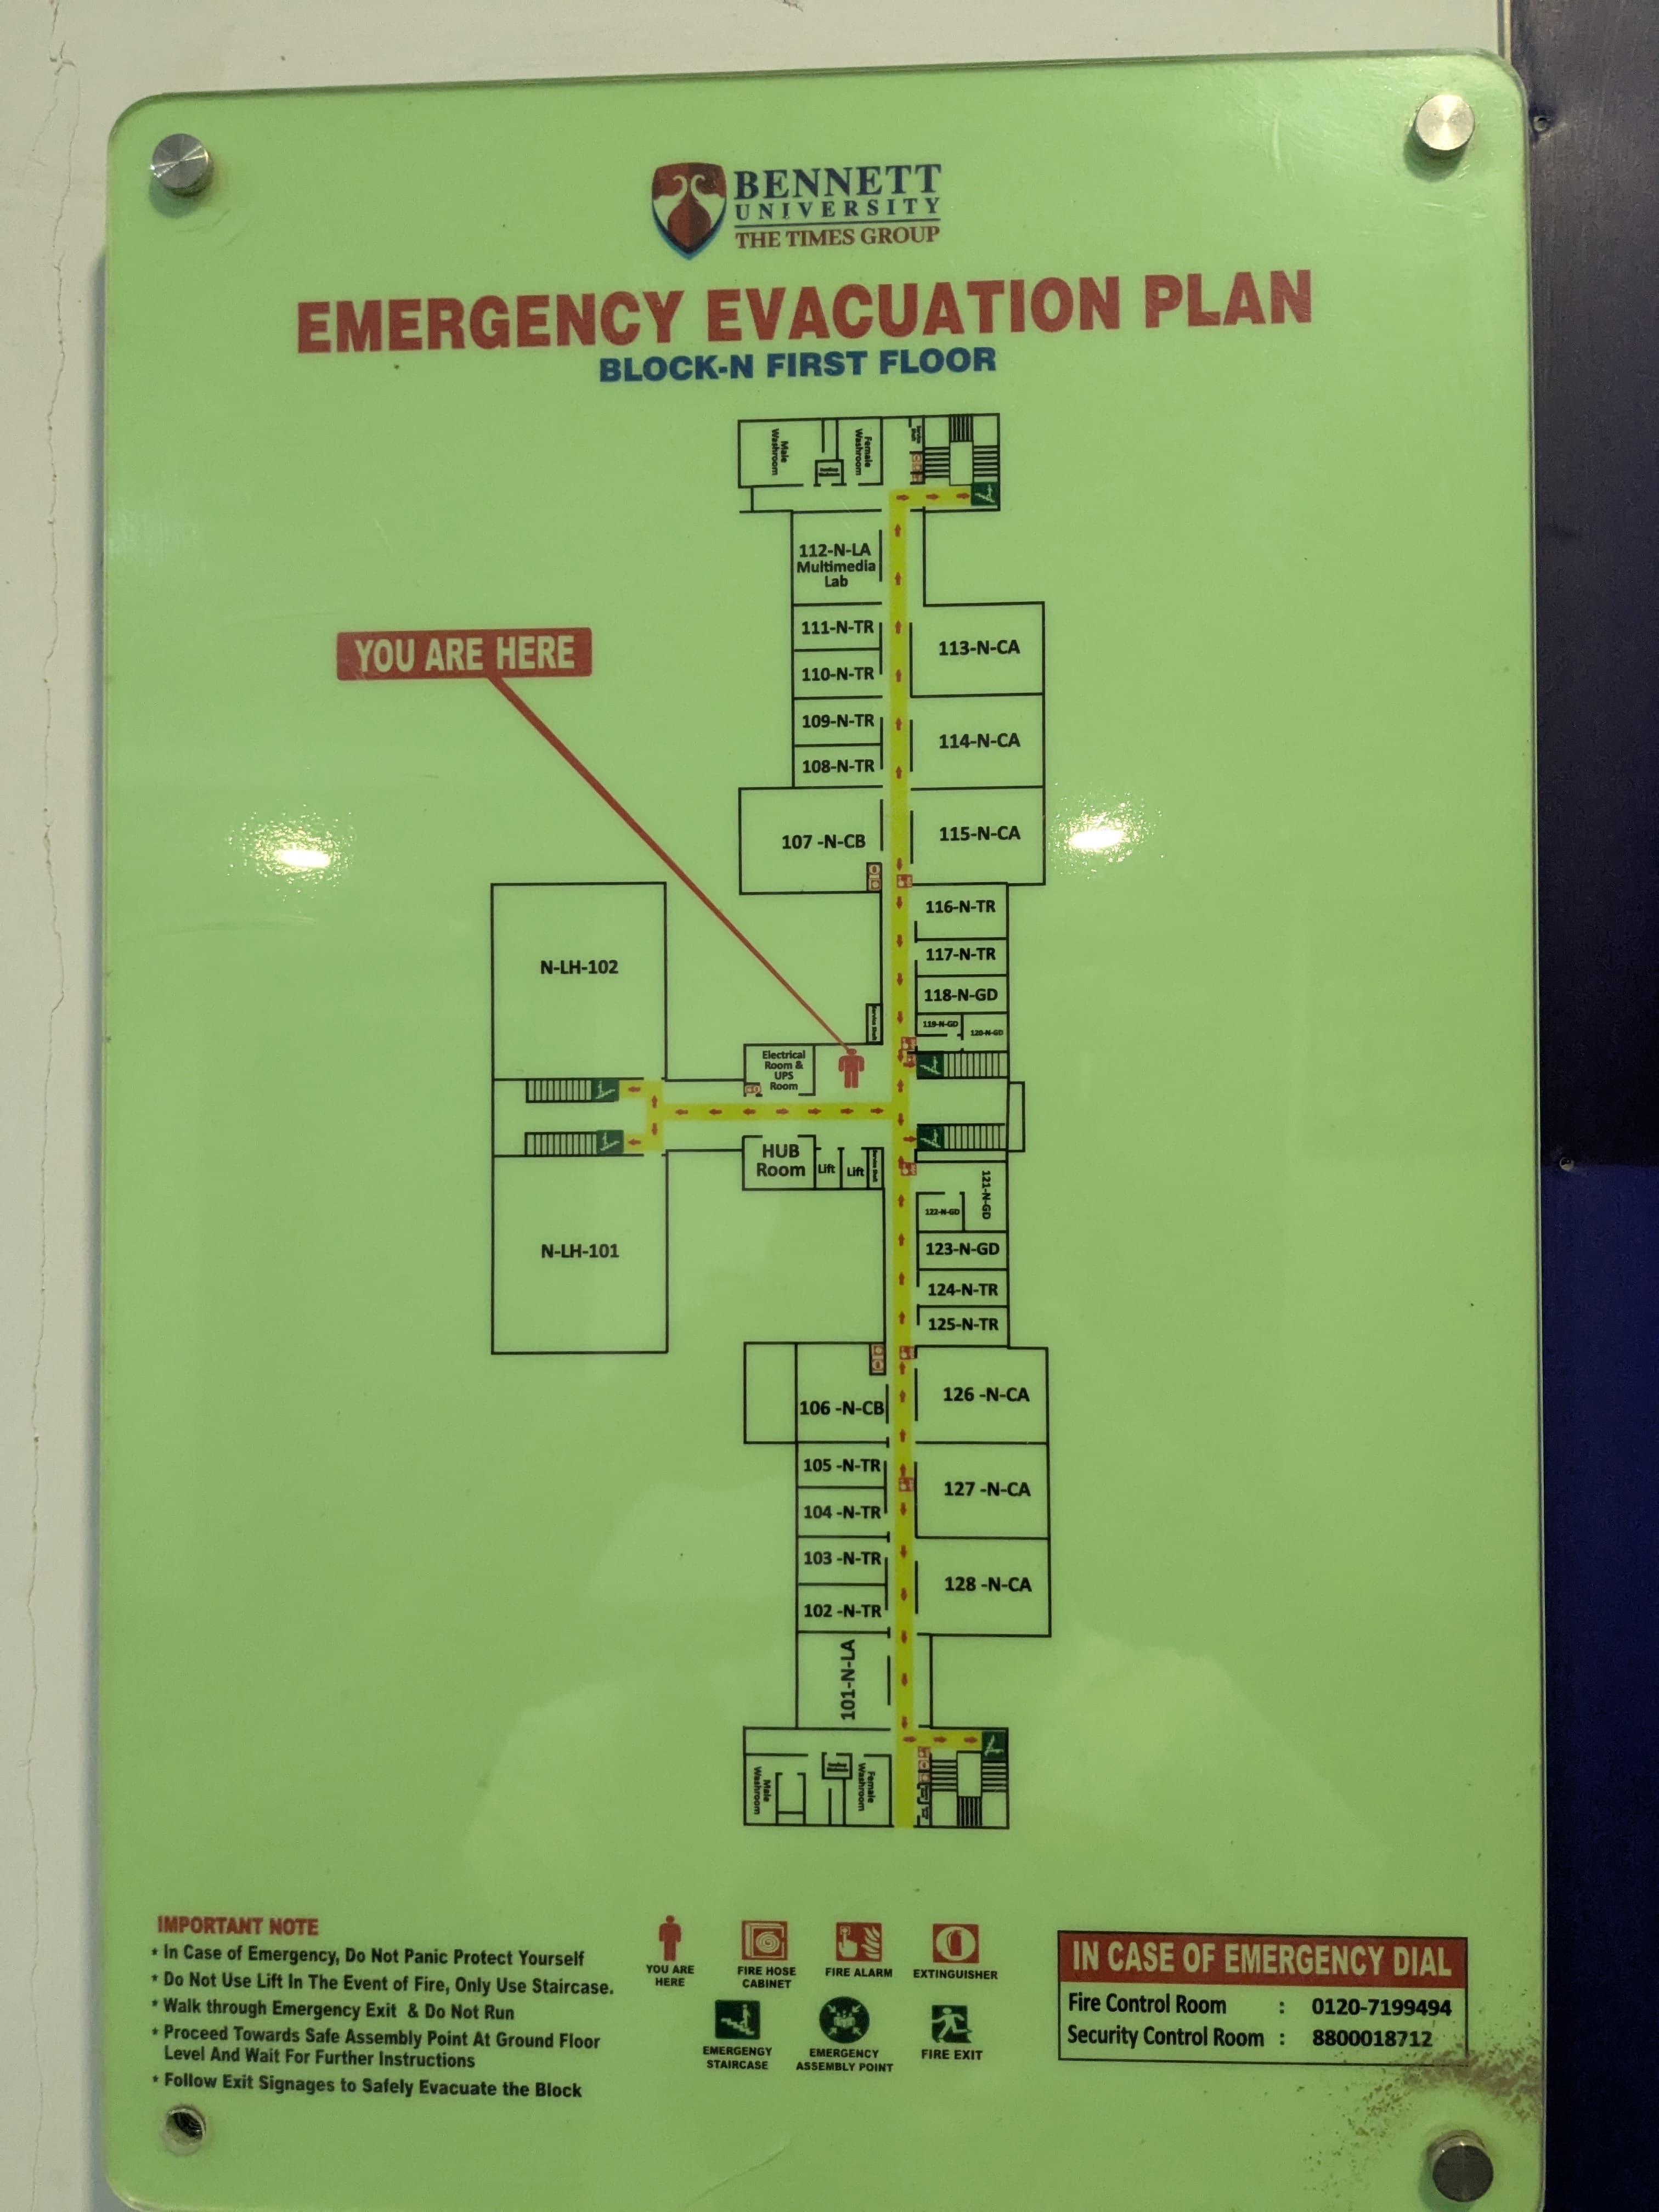 BENNETT
UNIVERSITY
THE TIMES GROUP
EMERGENCY EVACUATION PLAN
BLOCK-N FIRST FLOOR
Male
Washroom
Female
Washroom
112-N-LA
Multimedia
Lab
111-N-TR
YOU ARE HERE
113-N-CA
110-N-TR
109-N-TR
114-N-CA
108-N-TR
107 -N-CB
115-N-CA
116-N-TR
117-N-TR
N-LH-102
118-N-GD
119-N-GD
120-N-GD
Service Shaft
Electrical
Room &
UPS
Room
HUB
Room
Lift
Lift
Service Shaft
121-N-GD
122-N-GD
N-LH-101
123-N-GD
124-N-TR
125-N-TR
126 -N-CA
106 -N-CB
105 -N-TR
127 -N-CA
104 -N-TR
103 -N-TR
128 -N-CA
102 -N-TR
101-N-LA
Male
Washroom
Female
Washroom
IMPORTANT NOTE
* In Case of Emergency, Do Not Panic Protect Yourself
* Do Not Use Lift In The Event of Fire, Only Use Staircase.
* Walk through Emergency Exit & Do Not Run
* Proceed Towards Safe Assembly Point At Ground Floor
Level And Wait For Further Instructions
* Follow Exit Signages to Safely Evacuate the Block
YOU ARE
HERE
FIRE HOSE
CABINET
FIRE ALARM
EXTINGUISHER
EMERGENGY
STAIRCASE
EMERGENCY
ASSEMBLY POINT
FIRE EXIT
IN CASE OF EMERGENCY DIAL
Fire Control Room : 0120-7199494
Security Control Room : 8800018712